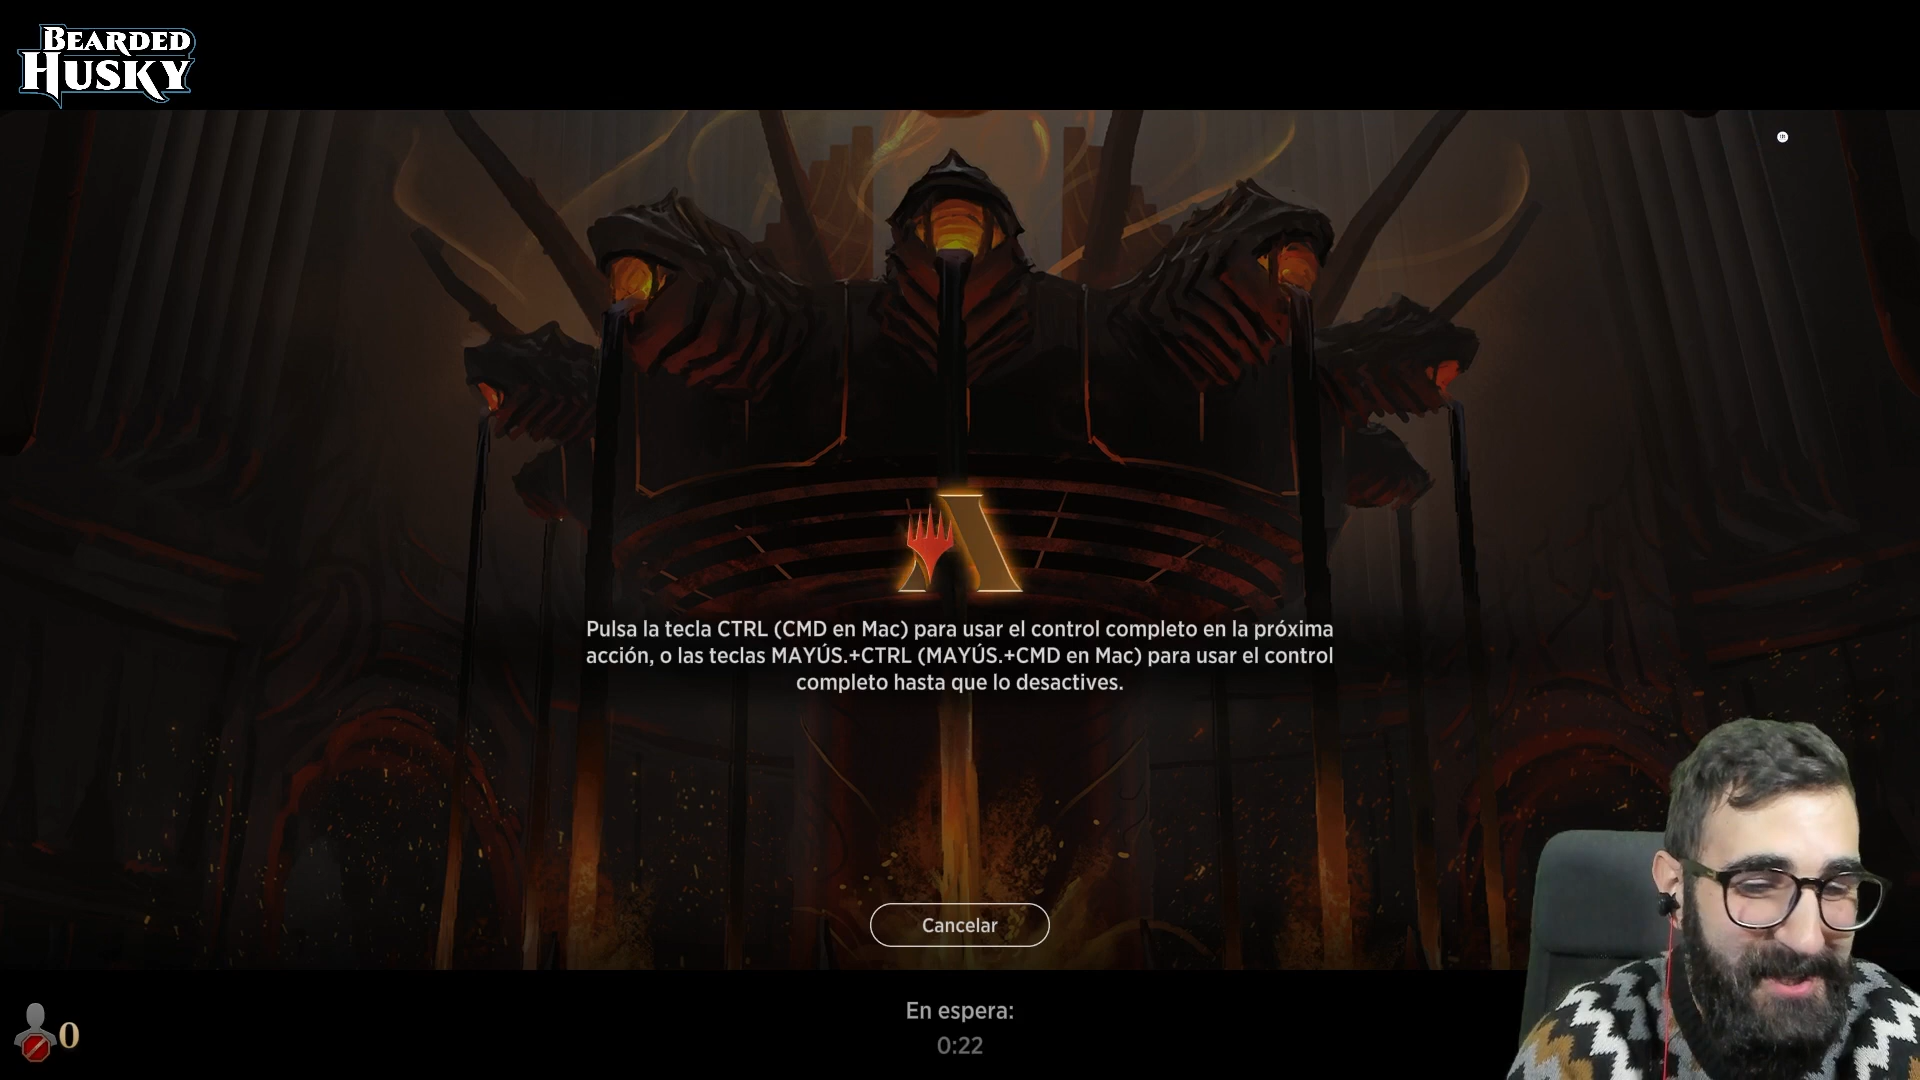 BEARDED
HUSKY
Pulsa la tecla CTRL (CMD en Mac) para usar el control completo en la próxima
acción, o las teclas MAYÚS.+CTRL (MAYÚS.+CMD en Mac) para usar el control
completo hasta que lo desactives.
Cancelar
En espera:
0:22
0